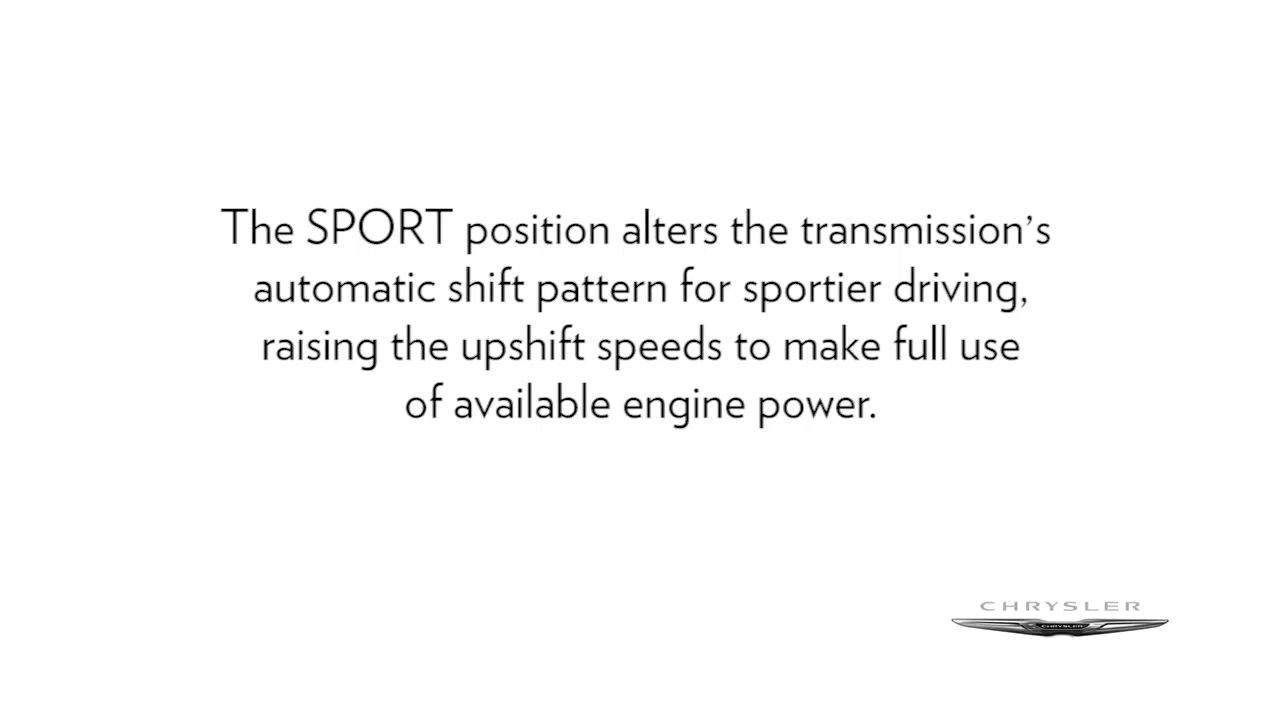 The SPORT position alters the transmission's
automatic shift pattern for sportier driving,
raising the upshift speeds to make full use
of available engine power.
CHRYSLER
CHRYSLER